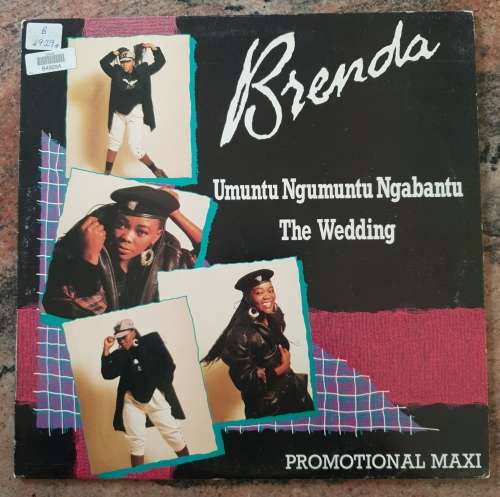 Brenda
Umuntu Ngumuntu Ngabantu
The Wedding
PROMOTIONAL MAXI